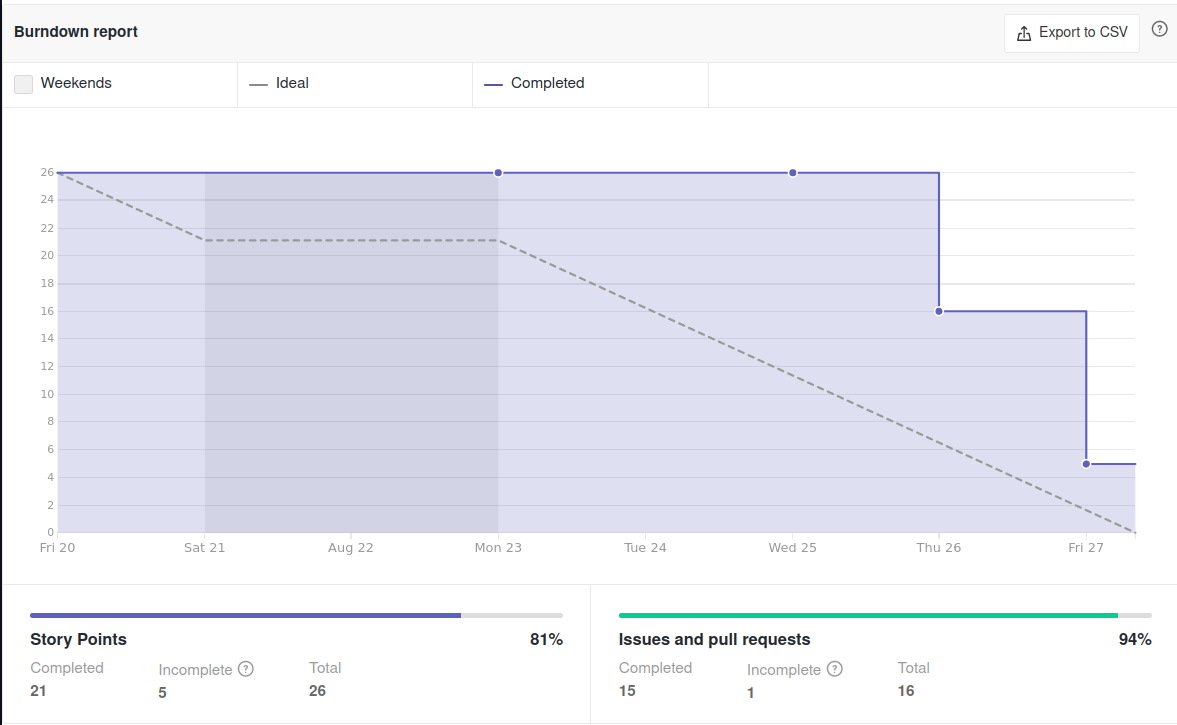 Burndown report
Export to CSV
?
Weekends
Ideal
Completed
26
24
22
20
18
16
14
12
10
8
6
4
2
0
Fri 20 Sat 21 Aug 22 Mon 23 Tue 24 Wed 25 Thu 26 Fri 27
Story Points 81%
Completed Incomplete ? Total
21 5 26
Issues and pull requests 94%
Completed Incomplete ? Total
15 1 16